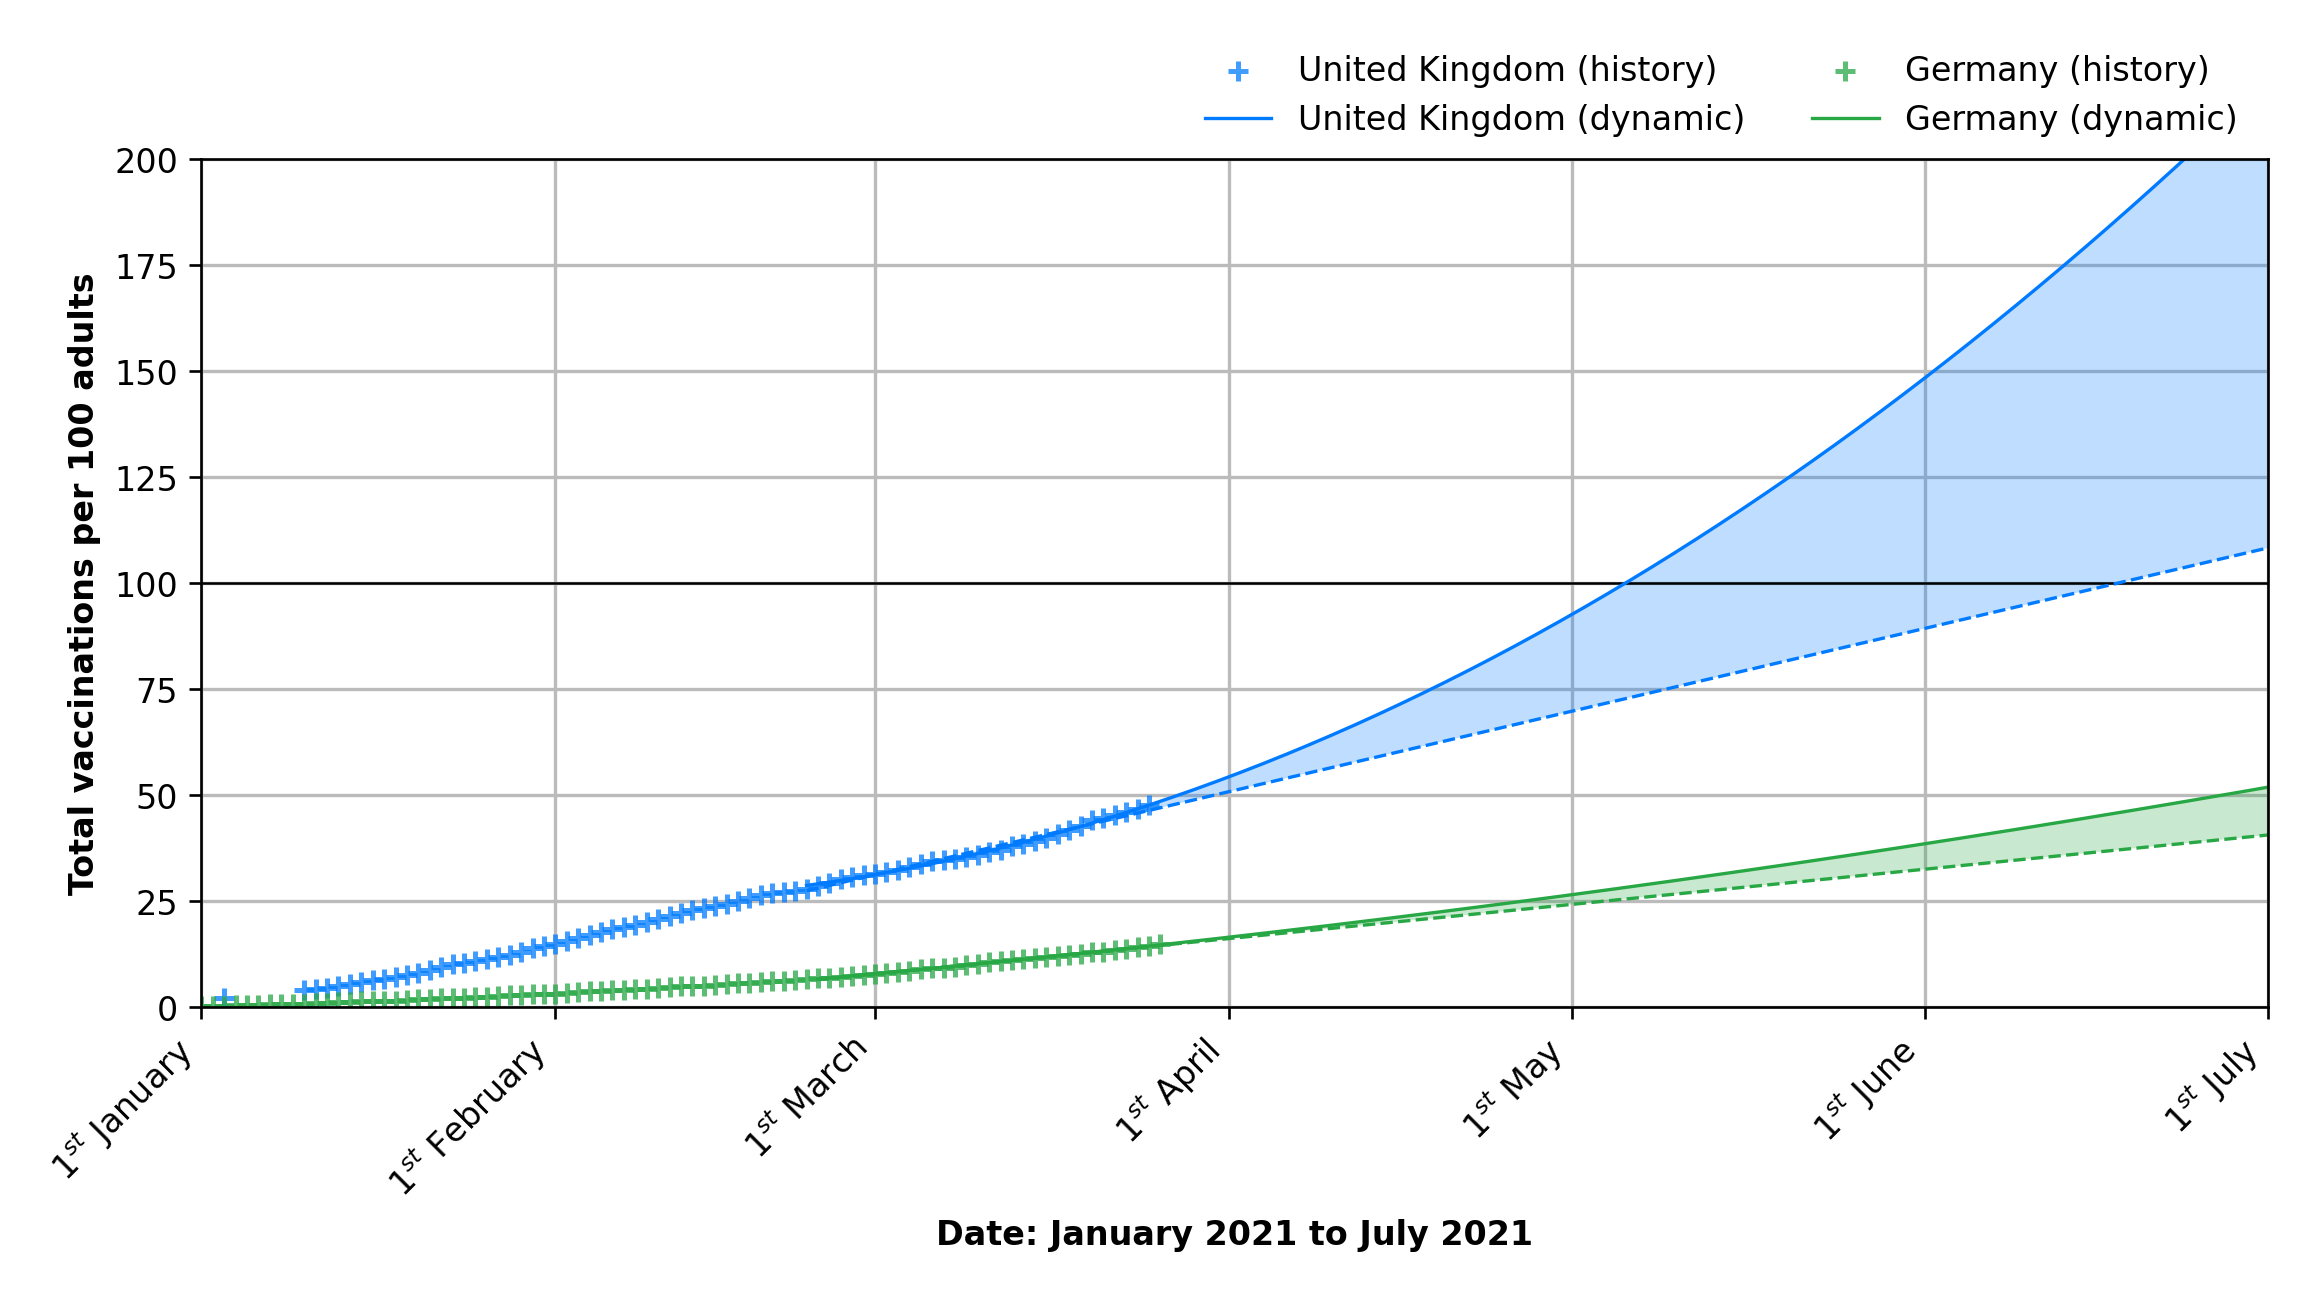 United Kingdom (history)
United Kingdom (dynamic)
Germany (history)
Germany (dynamic)
Total vaccinations per 100 adults
200
175
150
125
100
75
50
25
0
1st January
1st February
1st March
1st April
1st May
1st June
1st July
Date: January 2021 to July 2021